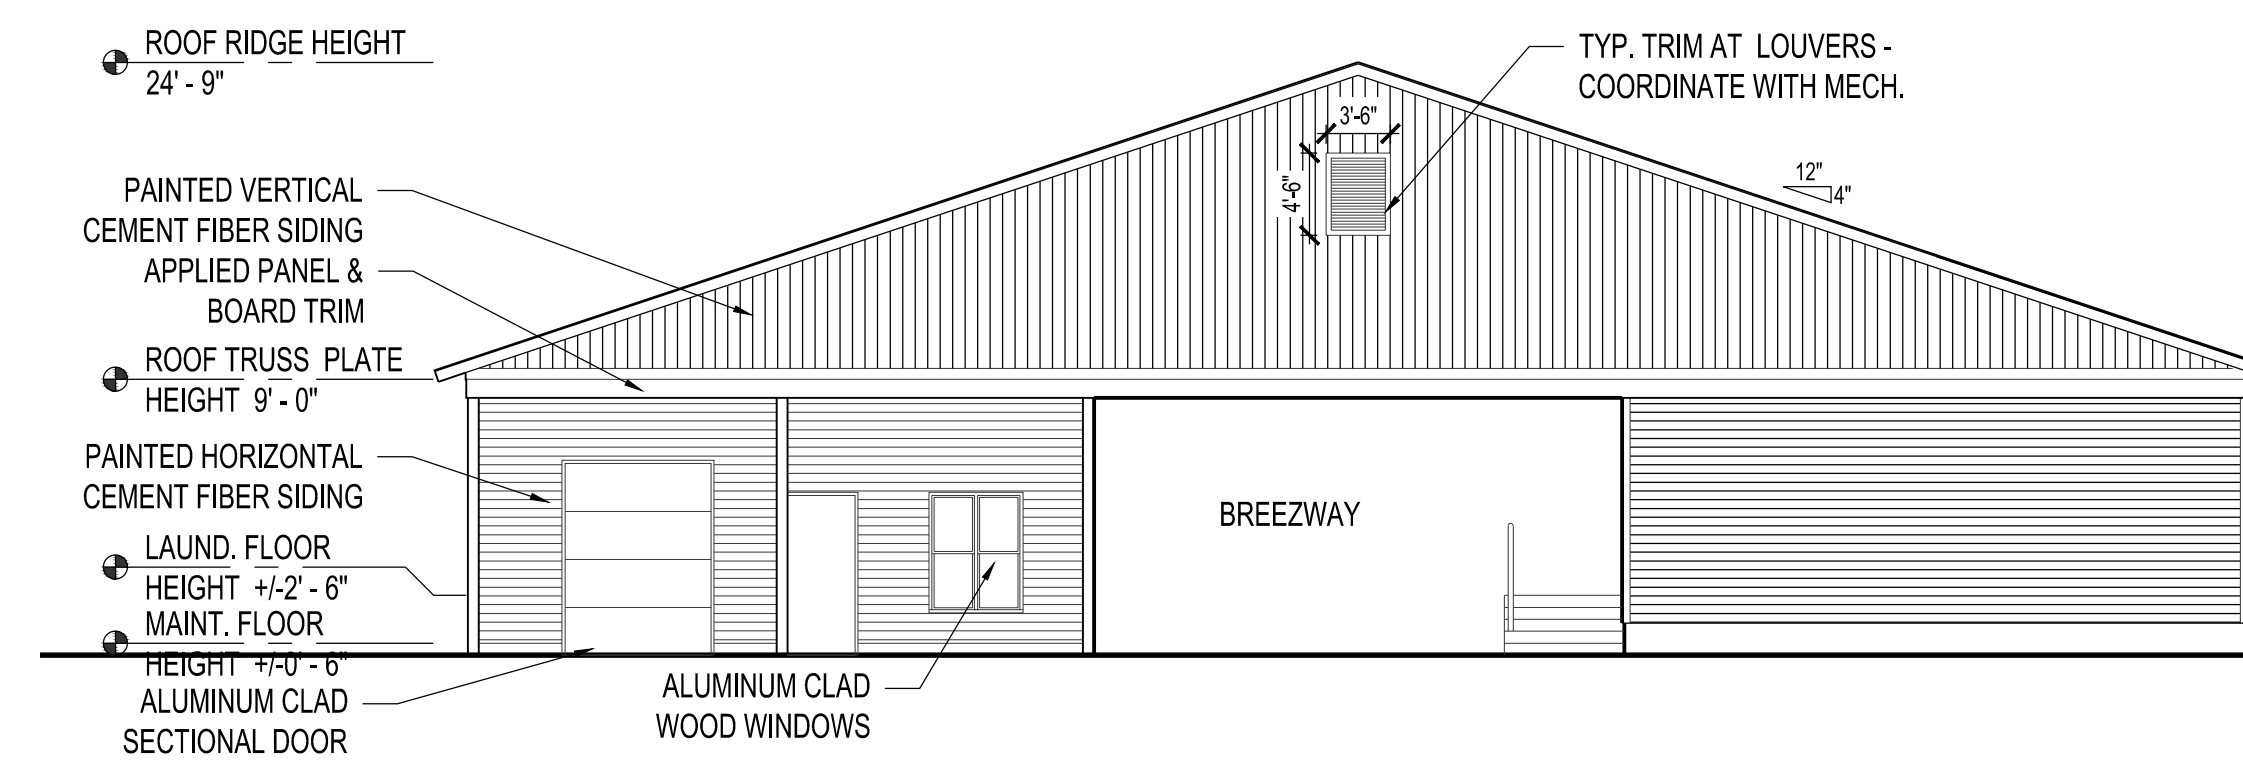 ROOF RIDGE HEIGHT
24' - 9"
TYP. TRIM AT LOUVERS -
COORDINATE WITH MECH.
3'-6"
4'-6"
12"
4"
PAINTED VERTICAL
CEMENT FIBER SIDING
APPLIED PANEL &
BOARD TRIM
ROOF TRUSS PLATE
HEIGHT 9' - 0"
PAINTED HORIZONTAL
CEMENT FIBER SIDING
BREEZWAY
LAUND. FLOOR
HEIGHT +/-2' - 6"
MAINT. FLOOR
HEIGHT +/-0' - 6"
ALUMINUM CLAD
SECTIONAL DOOR
ALUMINUM CLAD
WOOD WINDOWS